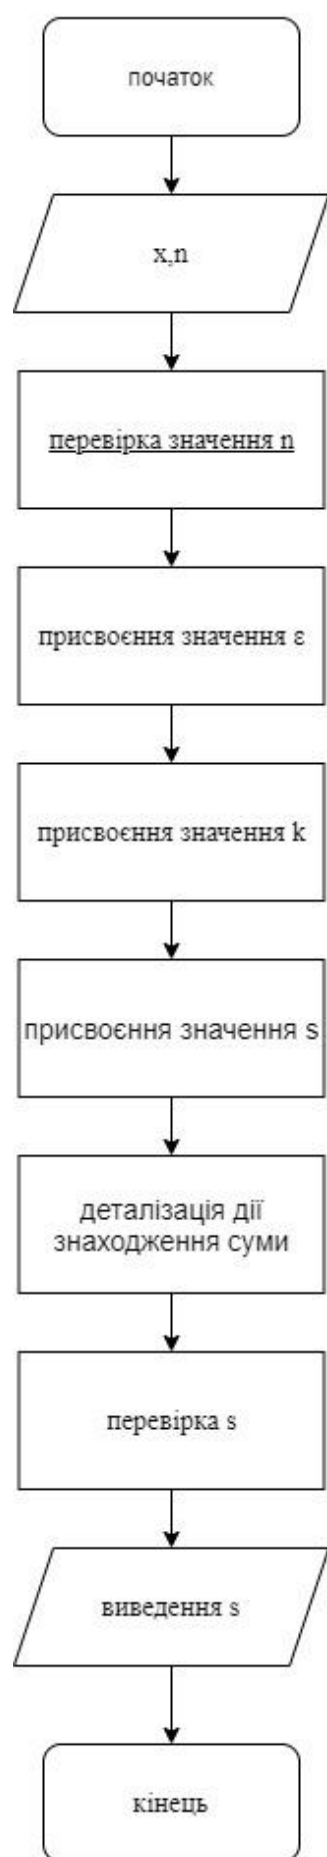 початок
x,n
перевірка значення n
присвоєння значення ε
присвоєння значення k
присвоєння значення s
деталізація дії
знаходження суми
перевірка s
виведення s
кінець